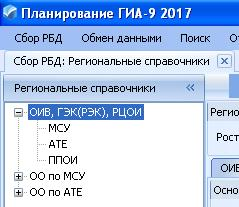 Планирование ГИА-9 2017
Сбор РБД Обмен данными Поиск
Сбор РБД: Региональные справочники
Региональные справочники
ОИВ, ГЭК(РЭК), РЦОИ
МСУ
АТЕ
ППОИ
ОО по МСУ
ОО по АТЕ
Регио
Рост
ОИВ
Осно